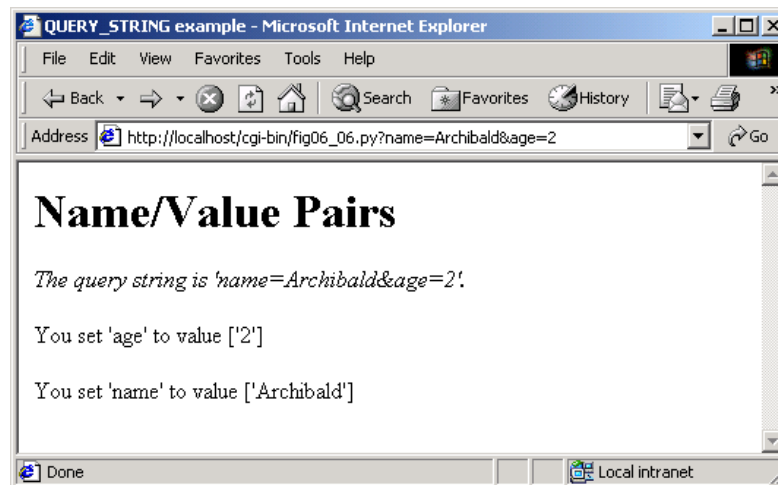 QUERY_STRING example - Microsoft Internet Explorer
File Edit View Favorites Tools Help
Back Search Favorites History »
Address http://localhost/cgi-bin/fig06_06.py?name=Archibald&age=2 Go
Name/Value Pairs
The query string is 'name=Archibald&age=2'.
You set 'age' to value ['2']
You set 'name' to value ['Archibald']
Done Local intranet